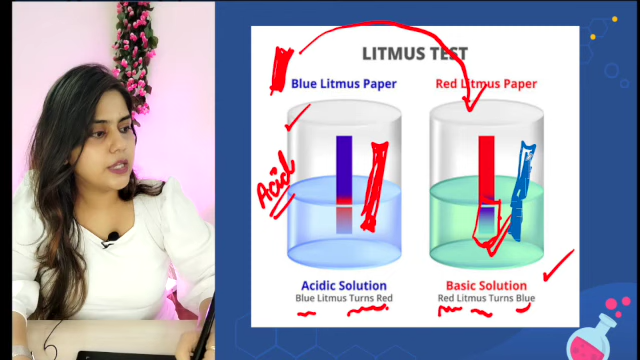 LITMUS TEST
Blue Litmus Paper
Red Litmus Paper
Acid
Acidic Solution
Blue Litmus Turns Red
Basic Solution
Red Litmus Turns Blue